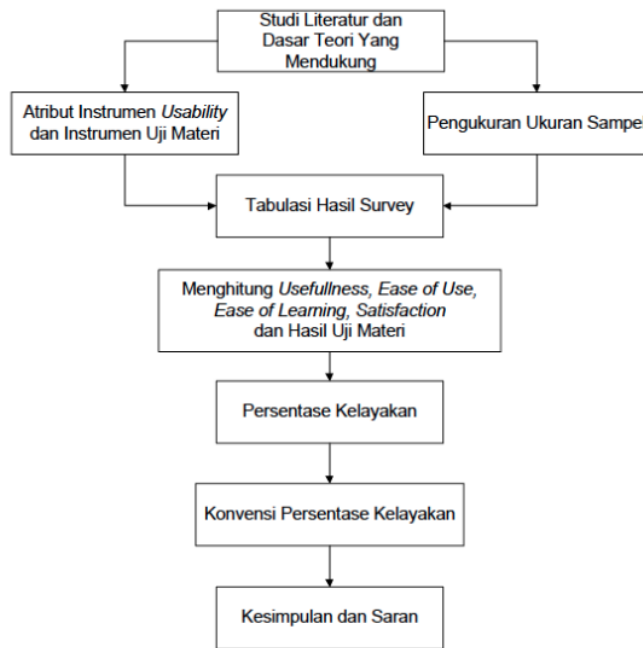 Studi Literatur dan
Dasar Teori Yang
Mendukung
Atribut Instrumen Usability
dan Instrumen Uji Materi
Pengukuran Ukuran Sampel
Tabulasi Hasil Survey
Menghitung Usefullness, Ease of Use,
Ease of Learning, Satisfaction
dan Hasil Uji Materi
Persentase Kelayakan
Konvensi Persentase Kelayakan
Kesimpulan dan Saran